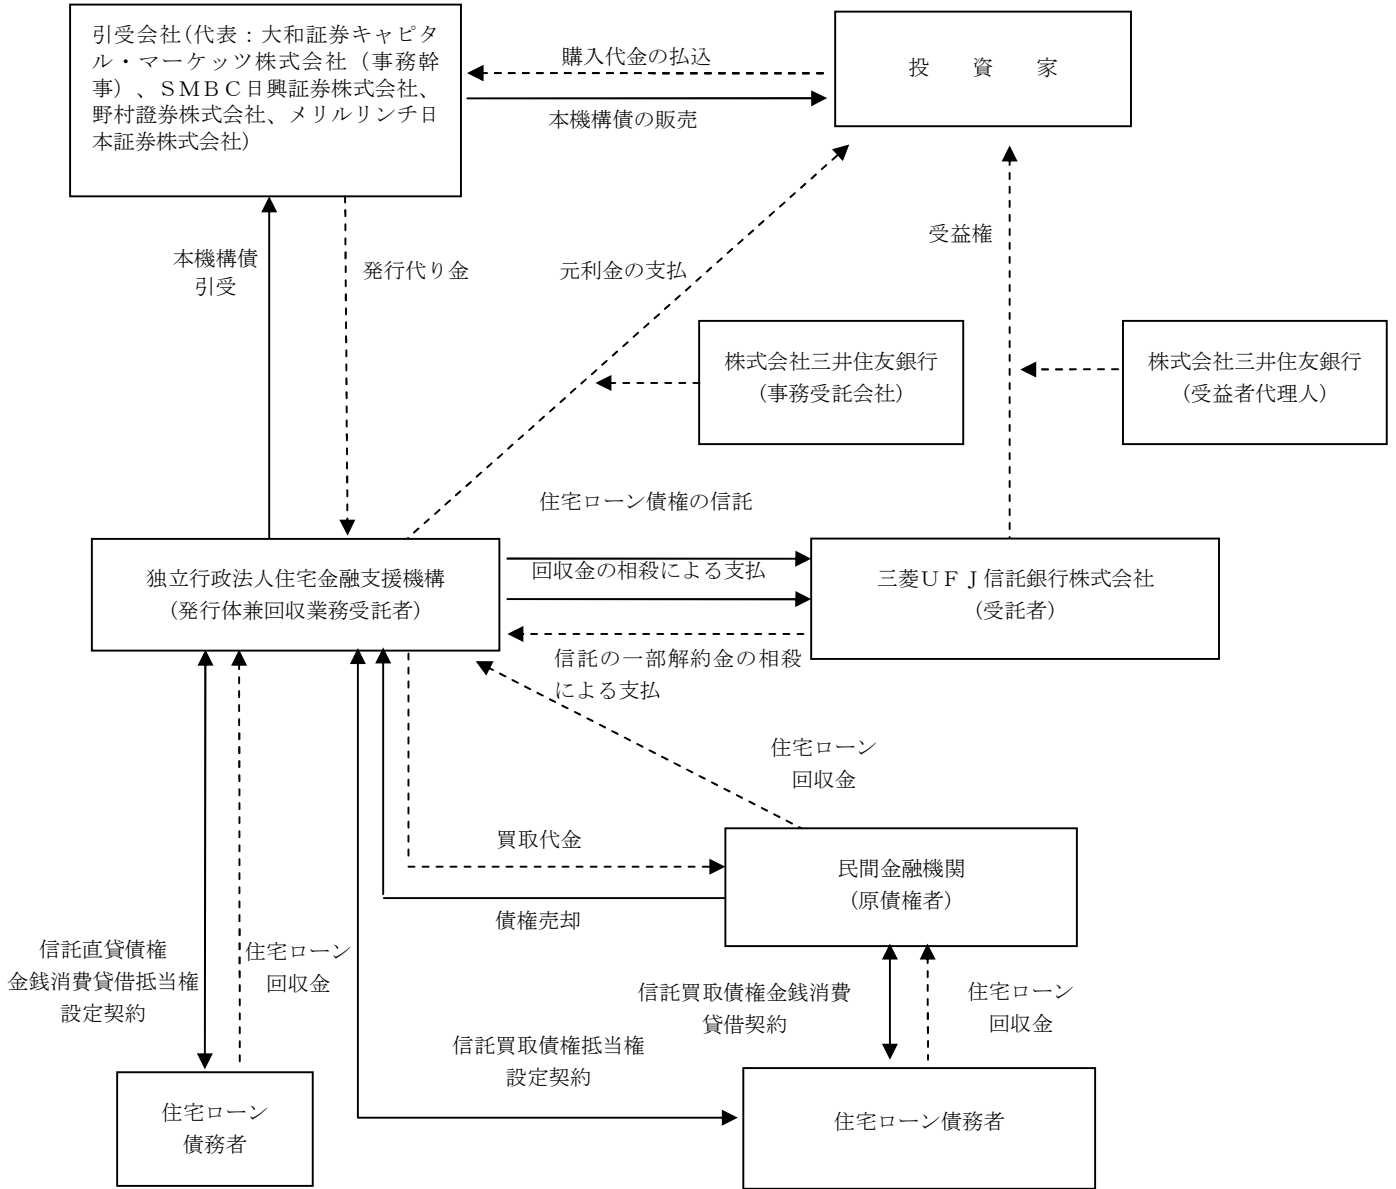 引受会社(代表：大和証券キャピタ
ル・マーケッツ株式会社（事務幹
事）、ＳＭＢＣ日興証券株式会社、
野村證券株式会社、メリルリンチ日
本証券株式会社)
購入代金の払込
本機構債の販売
投　資　家
本機構債
引受
発行代り金
元利金の支払
受益権
株式会社三井住友銀行
（事務受託会社）
株式会社三井住友銀行
（受益者代理人）
住宅ローン債権の信託
独立行政法人住宅金融支援機構
（発行体兼回収業務受託者）
回収金の相殺による支払
三菱ＵＦＪ信託銀行株式会社
（受託者）
信託の一部解約金の相殺
による支払
住宅ローン
回収金
買取代金
民間金融機関
（原債権者）
債権売却
信託直貸債権
金銭消費貸借抵当権
設定契約
住宅ローン
回収金
信託買取債権金銭消費
貸借契約
住宅ローン
回収金
信託買取債権抵当権
設定契約
住宅ローン
債務者
住宅ローン債務者